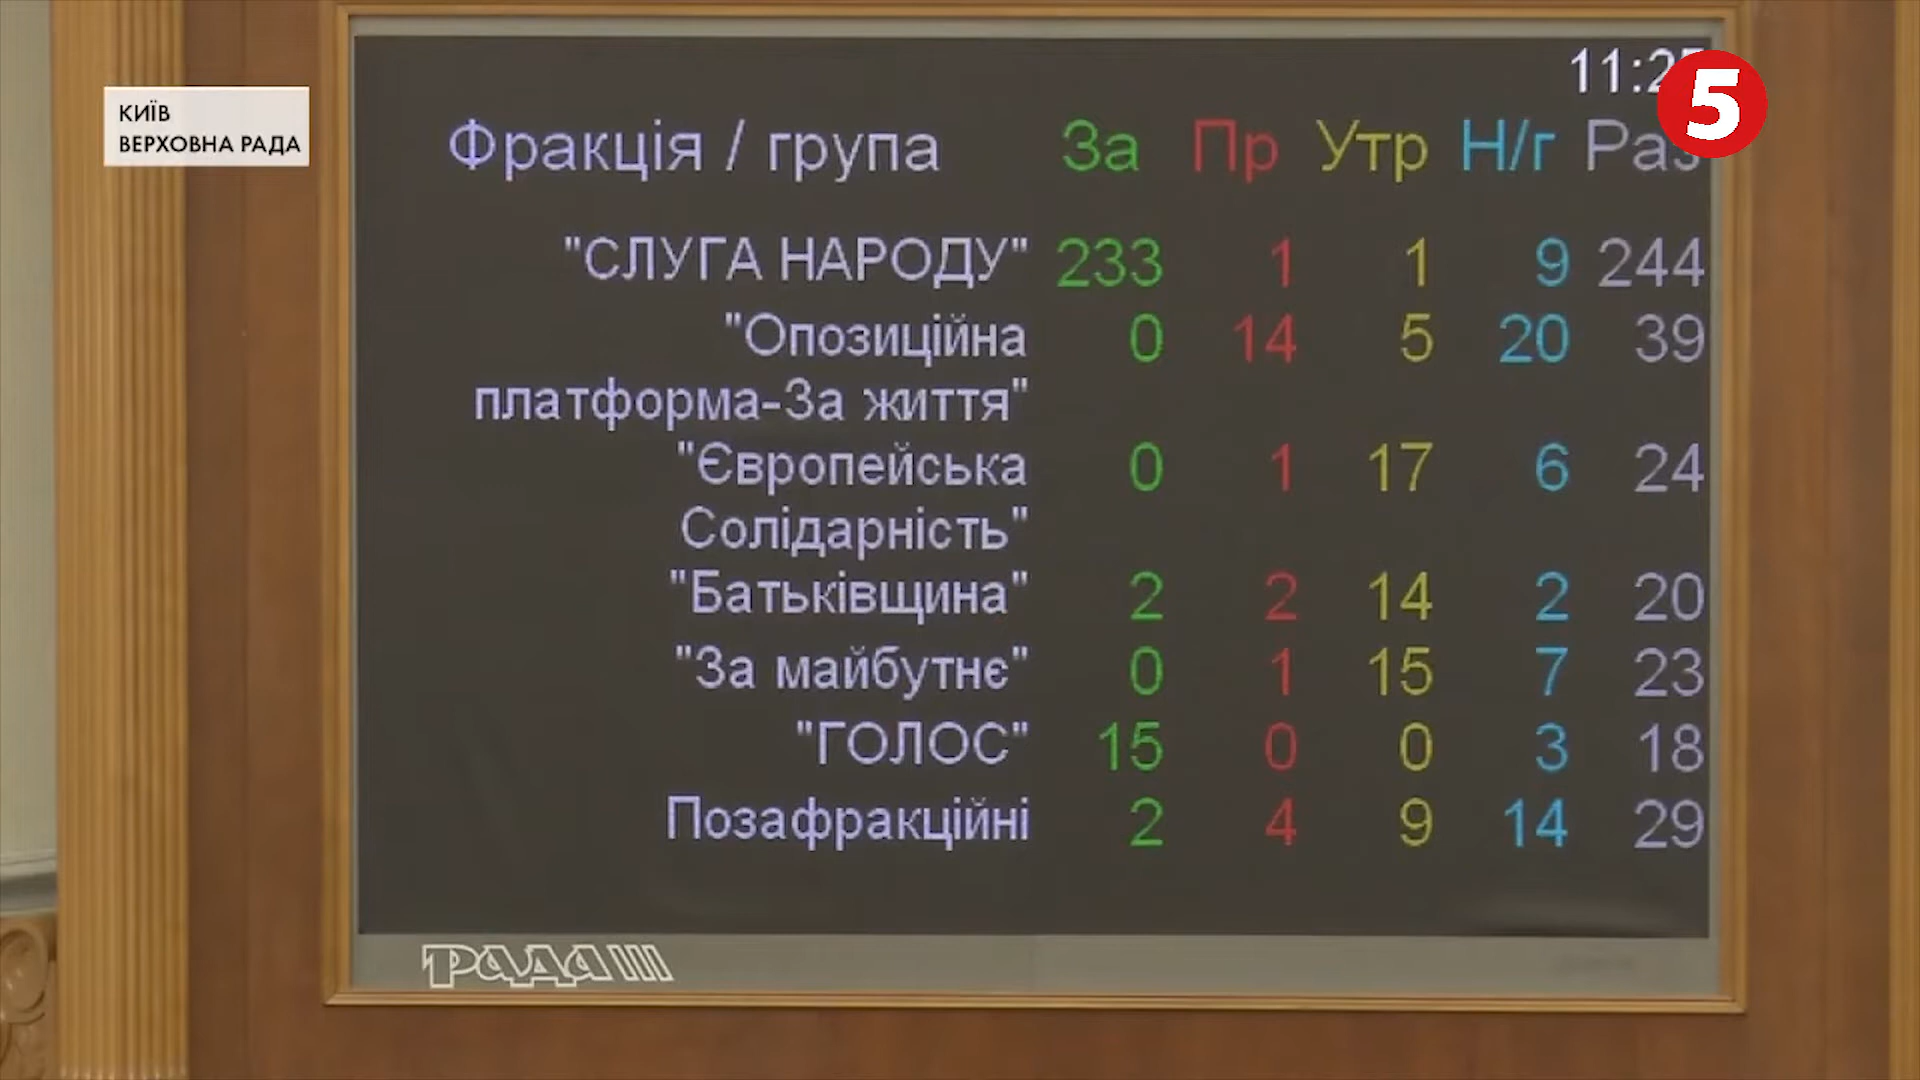 11:2
5
КИЇВ
ВЕРХОВНА РАДА
Фракція / група За Пр Утр Н/г Раз
"СЛУГА НАРОДУ" 233 1 1 9 244
"Опозиційна 0 14 5 20 39
платформа-За життя"
"Європейська 0 1 17 6 24
Солідарність"
"Батьківщина" 2 2 14 2 20
"За майбутнє" 0 1 15 7 23
"ГОЛОС" 15 0 0 3 18
Позафракційні 2 4 9 14 29
РАДА III